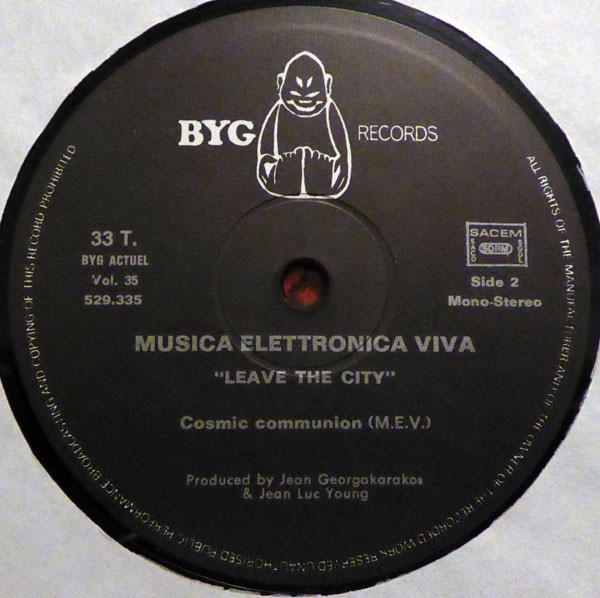 BYG RECORDS
33 T.
BYG ACTUEL
Vol. 35
529.335
SACEM
SACD SDRM SGDL
Side 2
Mono-Stereo
MUSICA ELETTRONICA VIVA
"LEAVE THE CITY"
Cosmic communion (M.E.V.)
Produced by Jean Georgakarakos
& Jean Luc Young
ALL RIGHTS OF THE MANUFACTURER AND OF THE OWNER OF THE RECORDED WORK RESERVED UNAUTHORISED PUBLIC PERFORMANCE BROADCASTING AND COPYING OF THIS RECORD PROHIBITED